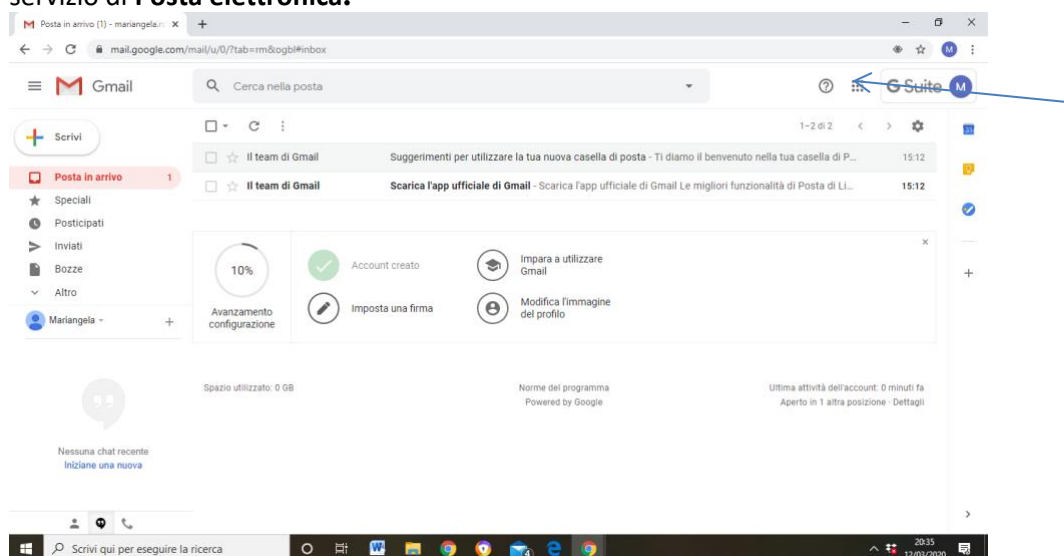 servizio di Posta elettronica.
Posta in arrivo (1) - mariangela.r
mail.google.com/mail/u/0/?tab=rm&ogbl#inbox
M
Gmail
Cerca nella posta
G Suite
M
Scrivi
1-2 di 2
31
Il team di Gmail Suggerimenti per utilizzare la tua nuova casella di posta - Ti diamo il benvenuto nella tua casella di P... 15:12
Posta in arrivo 1
Il team di Gmail Scarica l'app ufficiale di Gmail - Scarica l'app ufficiale di Gmail Le migliori funzionalità di Posta di Li... 15:12
Speciali
Posticipati
Inviati
Bozze
Altro
Mariangela
10%
Avanzamento
configurazione
Account creato
Impara a utilizzare
Gmail
Imposta una firma
Modifica l'immagine
del profilo
Spazio utilizzato: 0 GB
Norme del programma
Powered by Google
Ultima attività dell'account: 0 minuti fa
Aperto in 1 altra posizione · Dettagli
Nessuna chat recente
Iniziane una nuova
Scrivi qui per eseguire la ricerca
20:35
12/03/2020